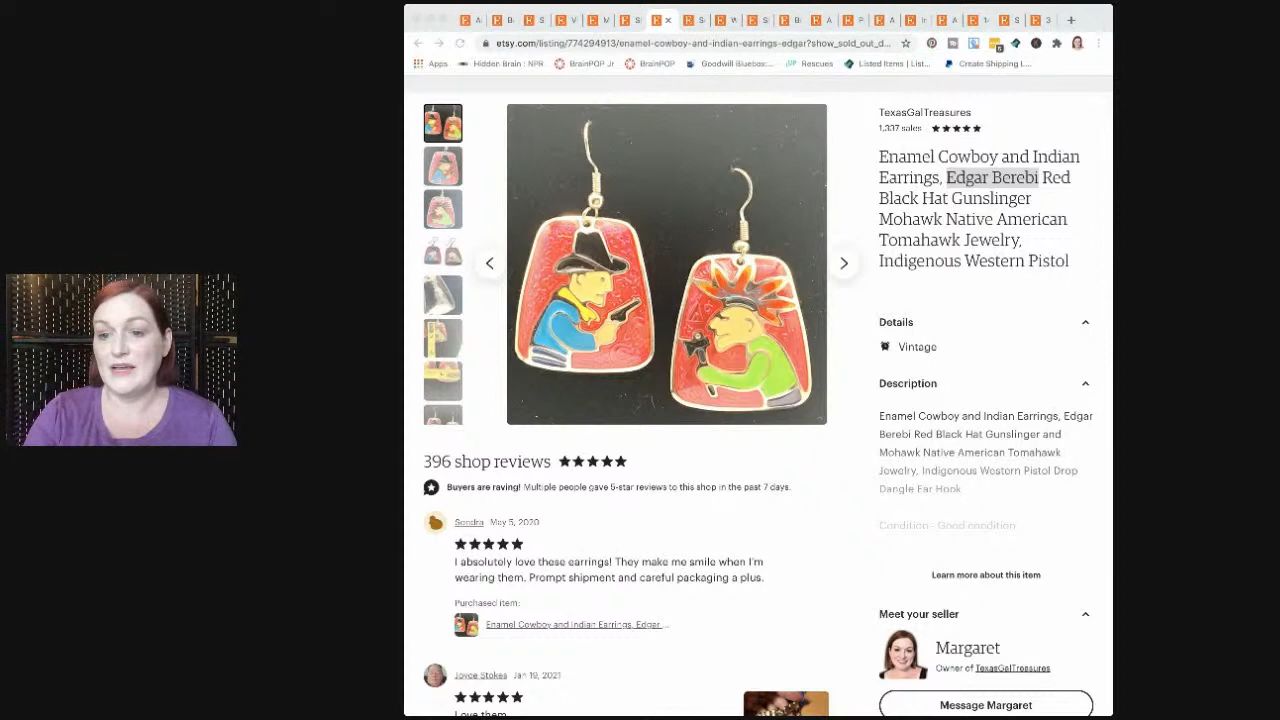 etsy.com/listing/774294913/enamel-cowboy-and-indian-earrings-edgar?show_sold_out_d...
Apps
Hidden Brain : NPR
BrainPOP Jr
BrainPOP
Goodwill Bluebox:...
Rescues
Listed Items | List...
Create Shipping L...
TexasGalTreasures
1,337 sales ★★★★★
Enamel Cowboy and Indian
Earrings, Edgar Berebi Red
Black Hat Gunslinger
Mohawk Native American
Tomahawk Jewelry,
Indigenous Western Pistol
Details
Vintage
Description
Enamel Cowboy and Indian Earrings, Edgar
Berebi Red Black Hat Gunslinger and
Mohawk Native American Tomahawk
Jewelry, Indigenous Western Pistol Drop
Dangle Ear Hook
Condition - Good condition
Learn more about this item
Meet your seller
Margaret
Owner of TexasGalTreasures
Message Margaret
396 shop reviews ★★★★★
Buyers are raving! Multiple people gave 5-star reviews to this shop in the past 7 days.
Sondra May 5, 2020
★★★★★
I absolutely love these earrings! They make me smile when I'm
wearing them. Prompt shipment and careful packaging a plus.
Purchased item:
Enamel Cowboy and Indian Earrings, Edgar ...
Joyce Stokes Jan 19, 2021
★★★★★
Love them